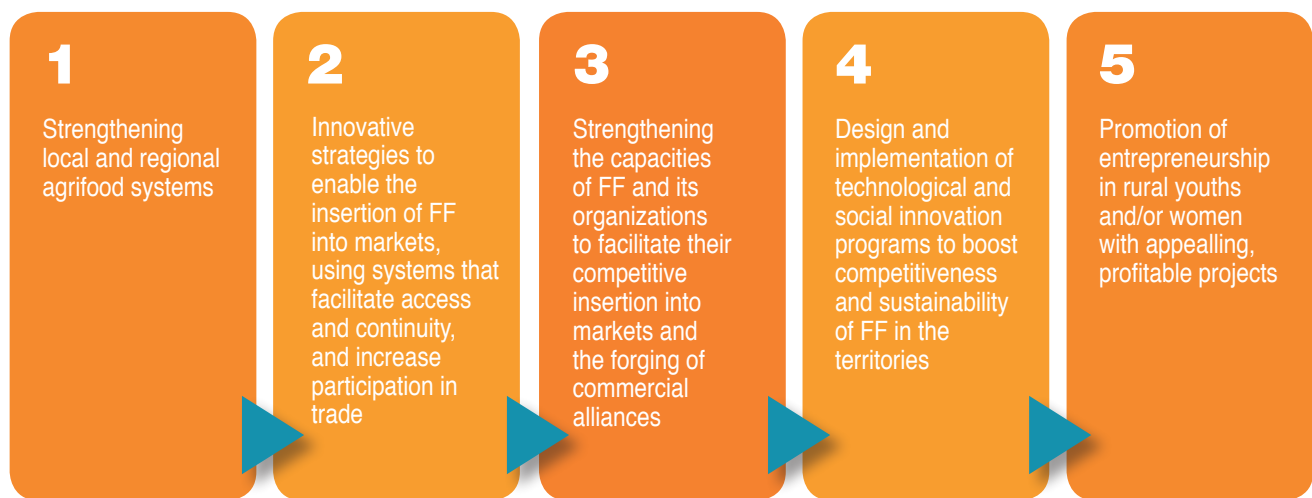 1
Strengthening
local and regional
agrifood systems
2
Innovative
strategies to
enable the
insertion of FF
into markets,
using systems that
facilitate access
and continuity,
and increase
participation in
trade
3
Strengthening
the capacities
of FF and its
organizations
to facilitate their
competitive
insertion into
markets and
the forging of
commercial
alliances
4
Design and
implementation of
technological and
social innovation
programs to boost
competitiveness
and sustainability
of FF in the
territories
5
Promotion of
entrepreneurship
in rural youths
and/or women
with appealling,
profitable projects